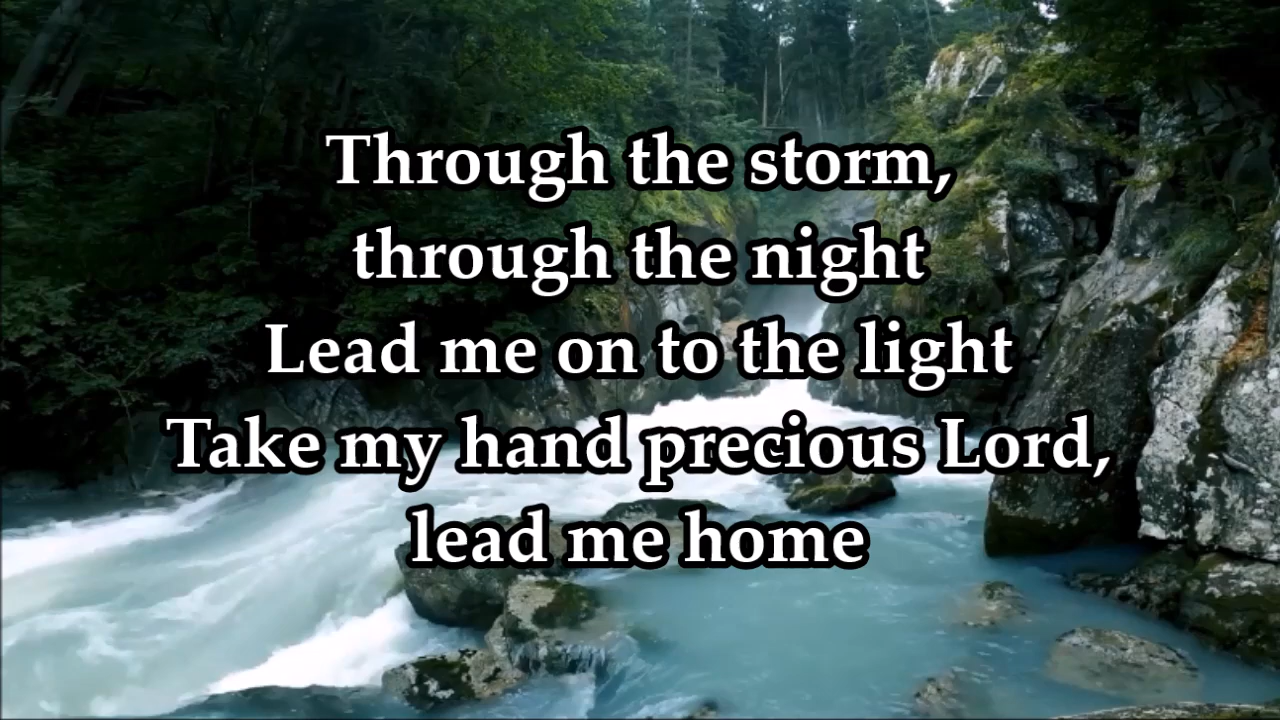 Through the storm,
through the night
Lead me on to the light
Take my hand precious Lord,
lead me home